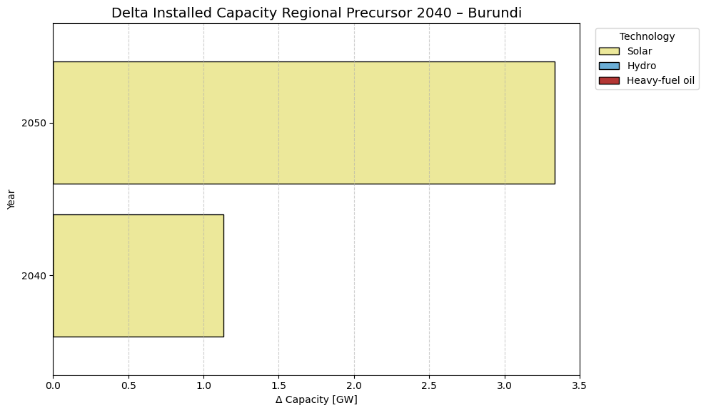 Delta Installed Capacity Regional Precursor 2040 – Burundi
Technology
Solar
Hydro
Heavy-fuel oil
Year
2050
2040
0.0 0.5 1.0 1.5 2.0 2.5 3.0 3.5
Δ Capacity [GW]